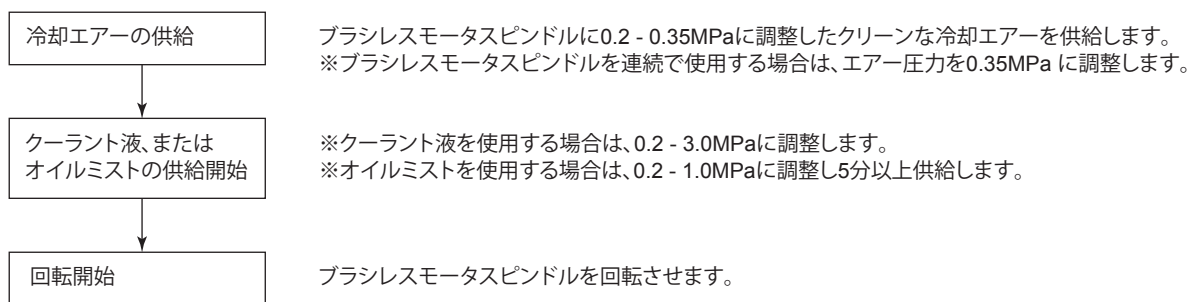 冷却エアーの供給
ブラシレスモータスピンドルに0.2 - 0.35MPaに調整したクリーンな冷却エアーを供給します。
※ブラシレスモータスピンドルを連続で使用する場合は、エアー圧力を0.35MPa に調整します。
クーラント液、または
オイルミストの供給開始
※クーラント液を使用する場合は、0.2 - 3.0MPaに調整します。
※オイルミストを使用する場合は、0.2 - 1.0MPaに調整し5分以上供給します。
回転開始
ブラシレスモータスピンドルを回転させます。